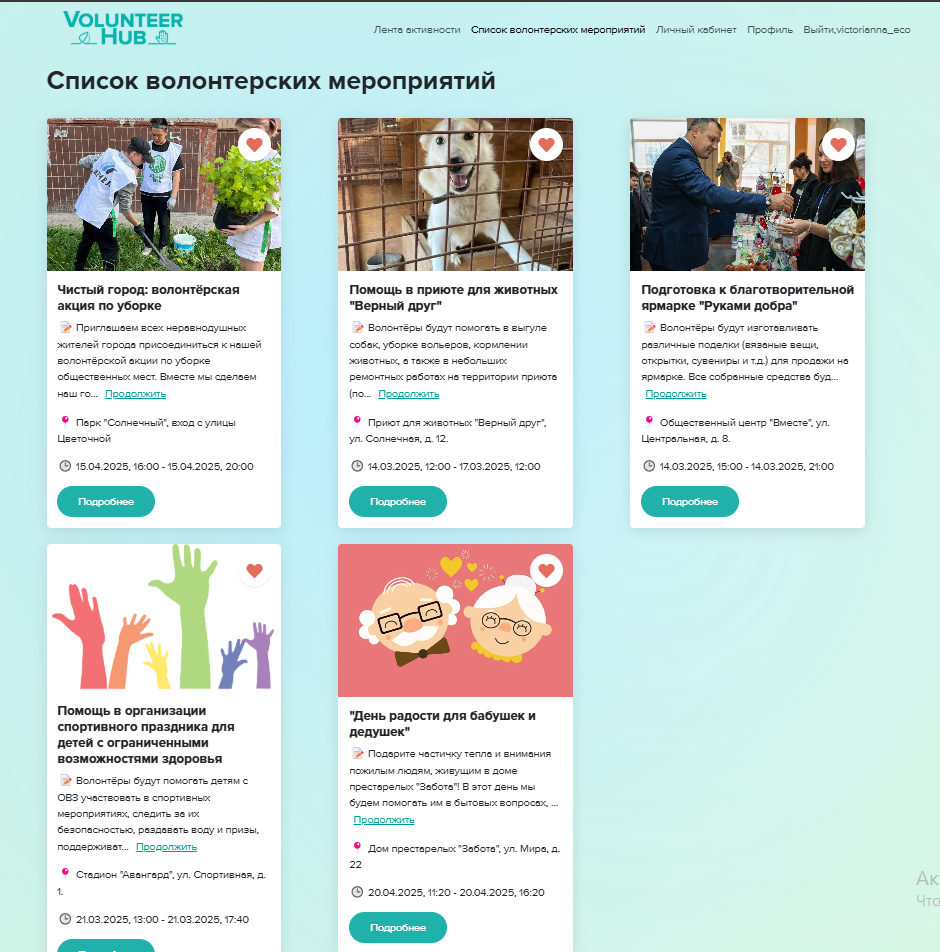 VOLUNTEER
HUB
Лента активности Список волонтерских мероприятий Личный кабинет Профиль Выйти,victorianna_eco
Список волонтерских мероприятий
Чистый город: волонтёрская
акция по уборке
Приглашаем всех неравнодушных
жителей города присоединиться к нашей
волонтёрской акции по уборке
общественных мест. Вместе мы сделаем
наш го... Продолжить
Парк "Солнечный", вход с улицы
Цветочной
15.04.2025, 16:00 - 15.04.2025, 20:00
Подробнее
Помощь в приюте для животных
"Верный друг"
Волонтёры будут помогать в выгуле
собак, уборке вольеров, кормлении
животных, а также в небольших
ремонтных работах на территории приюта
(по... Продолжить
Приют для животных "Верный друг",
ул. Солнечная, д. 12.
14.03.2025, 12:00 - 17.03.2025, 12:00
Подробнее
Подготовка к благотворительной
ярмарке "Руками добра"
Волонтёры будут изготавливать
различные поделки (вязаные вещи,
открытки, сувениры и т.д.) для продажи на
ярмарке. Все собранные средства буд...
Продолжить
Общественный центр "Вместе", ул.
Центральная, д. 8.
14.03.2025, 15:00 - 14.03.2025, 21:00
Подробнее
Помощь в организации
спортивного праздника для
детей с ограниченными
возможностями здоровья
Волонтёры будут помогать детям с
ОВЗ участвовать в спортивных
мероприятиях, следить за их
безопасностью, раздавать воду и призы,
поддерживат... Продолжить
Стадион "Авангард", ул. Спортивная, д.
1.
21.03.2025, 13:00 - 21.03.2025, 17:40
"День радости для бабушек и
дедушек"
Подарите частичку тепла и внимания
пожилым людям, живущим в доме
престарелых "Забота"! В этот день мы
будем помогать им в бытовых вопросах, ...
Продолжить
Дом престарелых "Забота", ул. Мира, д.
22
20.04.2025, 11:20 - 20.04.2025, 16:20
Подробнее
Ак
Что